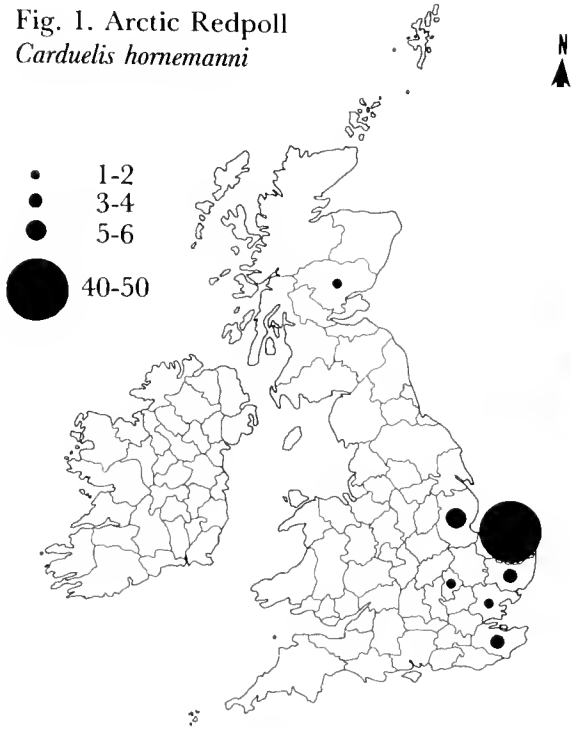 Fig. 1. Arctic Redpoll
Carduelis hornemanni
N
1-2
3-4
5-6
40-50